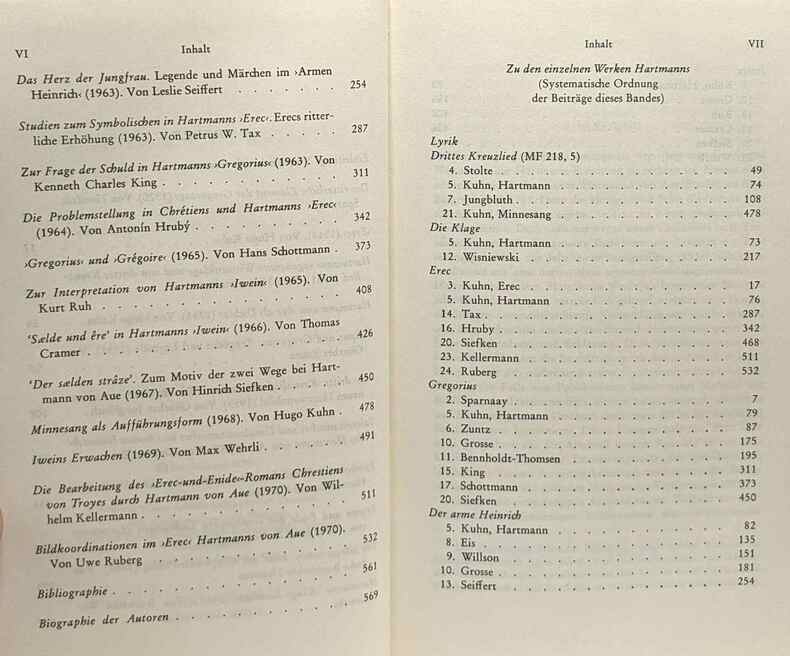 VI Inhalt
Das Herz der Jungfrau. Legende und Märchen im ›Armen
Heinrich‹ (1963). Von Leslie Seiffert . . . . . . . 254
Studien zum Symbolischen in Hartmanns ›Erec‹. Erecs ritter-
liche Erhöhung (1963). Von Petrus W. Tax . . . . . 287
Zur Frage der Schuld in Hartmanns ›Gregorius‹ (1963). Von
Kenneth Charles King . . . . . . . . . . 311
Die Problemstellung in Chrétiens und Hartmanns ›Erec‹
(1964). Von Antonín Hrubý . . . . . . . . . 342
›Gregorius‹ und ›Grégoire‹ (1965). Von Hans Schottmann . 373
Zur Interpretation von Hartmanns ›Iwein‹ (1965). Von
Kurt Ruh . . . . . . . . . . . . . 408
‘Sælde und êre’ in Hartmanns ›Iwein‹ (1966). Von Thomas
Cramer . . . . . . . . . . . . . . 426
‘Der sælden strâze’. Zum Motiv der zwei Wege bei Hart-
mann von Aue (1967). Von Hinrich Siefken . . . . . 450
Minnesang als Aufführungsform (1968). Von Hugo Kuhn . 478
Iweins Erwachen (1969). Von Max Wehrli . . . . . . 491
Die Bearbeitung des ›Erec-und-Enide‹-Romans Chrestiens
von Troyes durch Hartmann von Aue (1970). Von Wil-
helm Kellermann . . . . . . . . . . . 511
Bildkoordinationen im ›Erec‹ Hartmanns von Aue (1970).
Von Uwe Ruberg . . . . . . . . . . . 532
Bibliographie . . . . . . . . . . . . . 561
Biographie der Autoren . . . . . . . . . . 569
Inhalt VII
Zu den einzelnen Werken Hartmanns
(Systematische Ordnung
der Beiträge dieses Bandes)
Lyrik
Drittes Kreuzlied (MF 218, 5)
4. Stolte . . . . . . . . . . . . . 49
5. Kuhn, Hartmann . . . . . . . . . . 74
7. Jungbluth . . . . . . . . . . . . 108
21. Kuhn, Minnesang . . . . . . . . . . 478
Die Klage
5. Kuhn, Hartmann . . . . . . . . . . 73
12. Wisniewski . . . . . . . . . . . . 217
Erec
3. Kuhn, Erec . . . . . . . . . . . . 17
5. Kuhn, Hartmann . . . . . . . . . . 76
14. Tax . . . . . . . . . . . . . . 287
16. Hruby . . . . . . . . . . . . . 342
20. Siefken . . . . . . . . . . . . . 468
23. Kellermann . . . . . . . . . . . . 511
24. Ruberg . . . . . . . . . . . . . 532
Gregorius
2. Sparnaay . . . . . . . . . . . . . 7
5. Kuhn, Hartmann . . . . . . . . . . 79
6. Zuntz . . . . . . . . . . . . . 87
10. Grosse . . . . . . . . . . . . . 175
11. Bennholdt-Thomsen . . . . . . . . . 195
15. King . . . . . . . . . . . . . 311
17. Schottmann . . . . . . . . . . . . 373
20. Siefken . . . . . . . . . . . . . 450
Der arme Heinrich
5. Kuhn, Hartmann . . . . . . . . . . 82
8. Eis . . . . . . . . . . . . . . 135
9. Willson . . . . . . . . . . . . . 151
10. Grosse . . . . . . . . . . . . . 181
13. Seiffert . . . . . . . . . . . . . 254